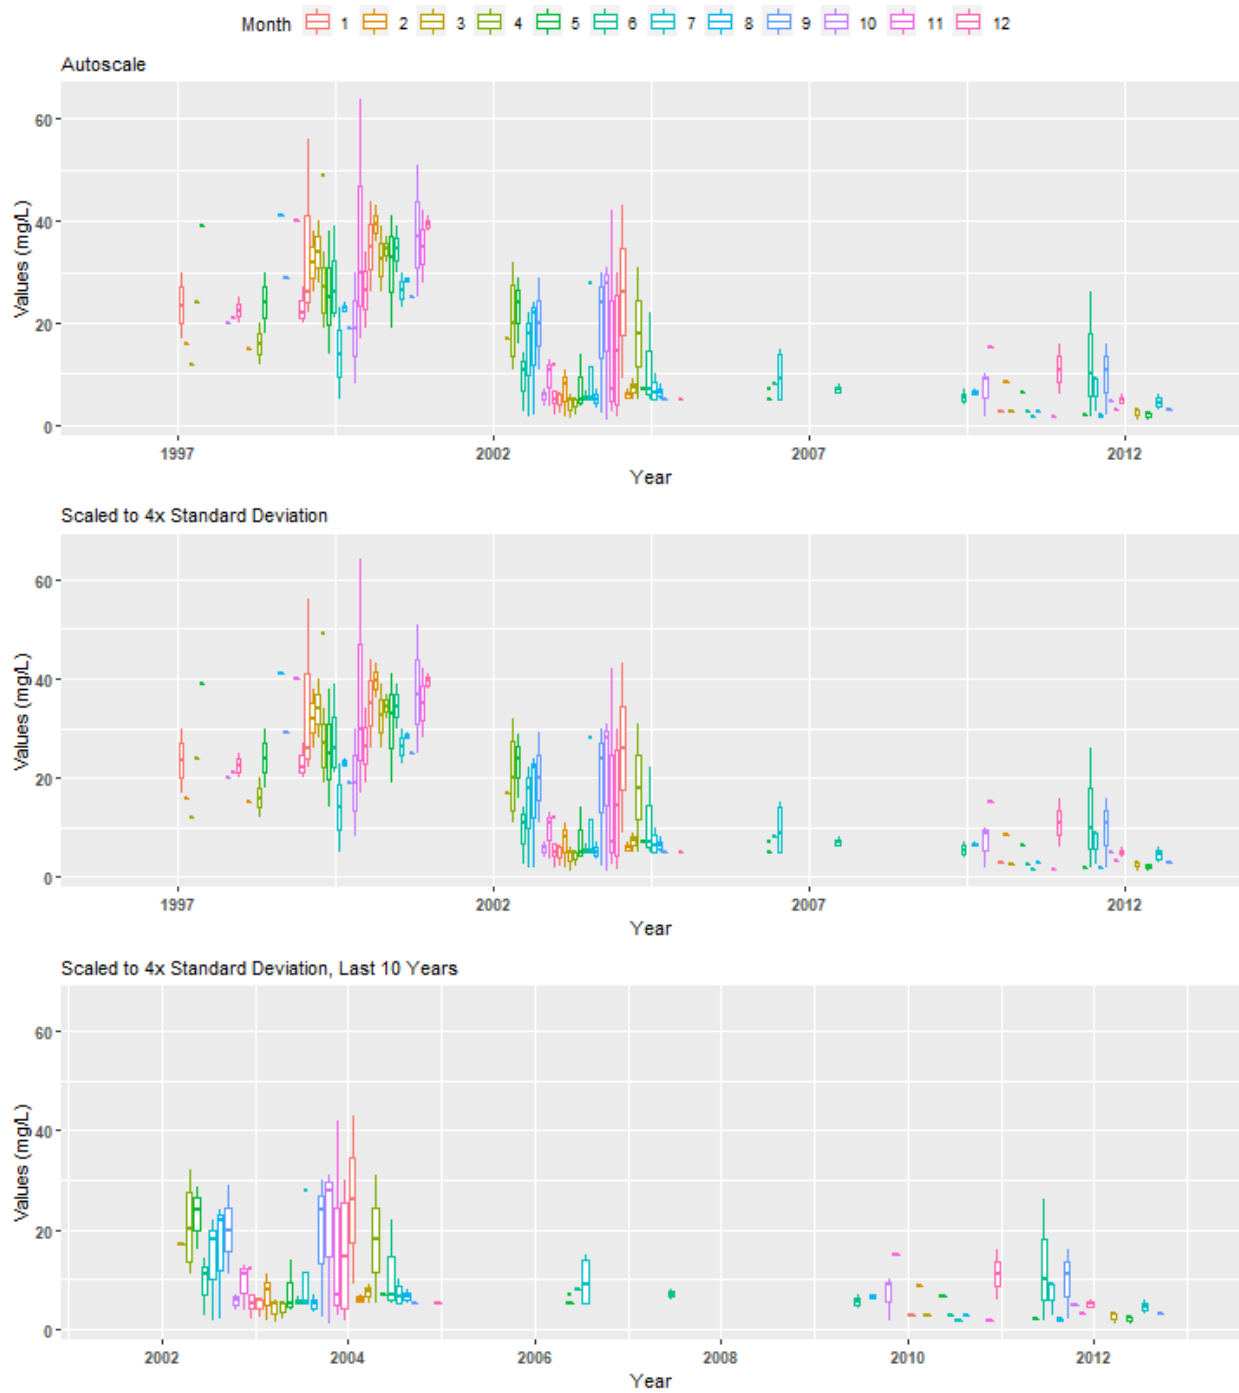 Month 1 2 3 4 5 6 7 8 9 10 11 12
Autoscale
Values (mg/L)
60
40
20
0
1997 2002 2007 2012
Year
Scaled to 4x Standard Deviation
Values (mg/L)
60
40
20
0
1997 2002 2007 2012
Year
Scaled to 4x Standard Deviation, Last 10 Years
Values (mg/L)
60
40
20
0
2002 2004 2006 2008 2010 2012
Year